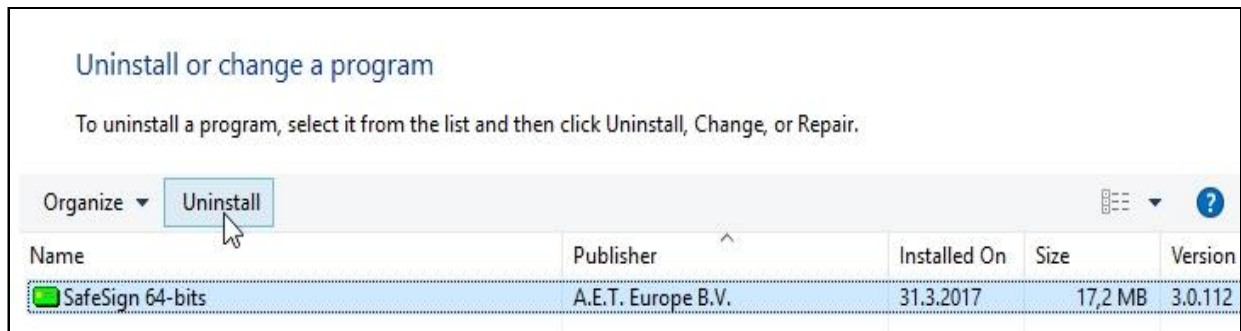 Uninstall or change a program
To uninstall a program, select it from the list and then click Uninstall, Change, or Repair.
Organize Uninstall ?
Name Publisher Installed On Size Version
SafeSign 64-bits A.E.T. Europe B.V. 31.3.2017 17,2 MB 3.0.112